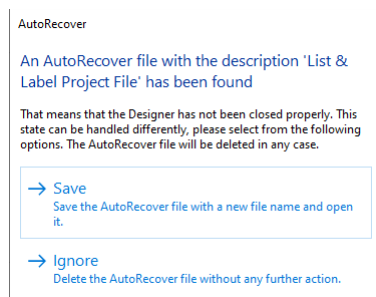 AutoRecover
An AutoRecover file with the description 'List &
Label Project File' has been found
That means that the Designer has not been closed properly. This
state can be handled differently, please select from the following
options. The AutoRecover file will be deleted in any case.
Save
Save the AutoRecover file with a new file name and open
it.
Ignore
Delete the AutoRecover file without any further action.